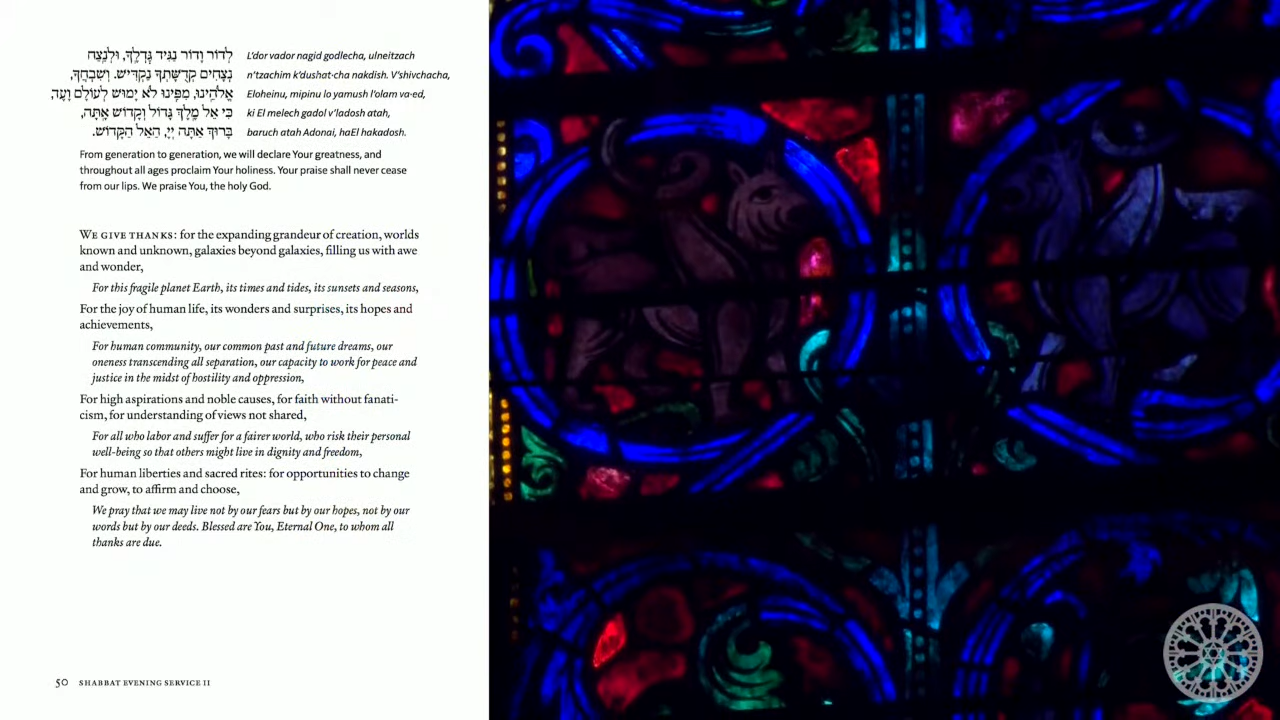 לְדוֹר וָדוֹר נַגִּיד גָּדְלֶךָ, וּלְנֵצַח
נְצָחִים קְדֻשָּׁתְךָ נַקְדִּישׁ. וְשִׁבְחֲךָ,
אֱלֹהֵינוּ, מִפִּינוּ לֹא יָמוּשׁ לְעוֹלָם וָעֶד,
כִּי אֵל מֶלֶךְ גָּדוֹל וְקָדוֹשׁ אָתָּה,
בָּרוּךְ אַתָּה יְיָ, הָאֵל הַקָּדוֹשׁ.
L'dor vador nagid godlecha, ulneitzach
n'tzachim k'dushat·cha nakdish. V'shivchacha,
Eloheinu, mipinu lo yamush l'olam va·ed,
ki El melech gadol v'ladosh atah,
baruch atah Adonai, haEl hakadosh.
From generation to generation, we will declare Your greatness, and
throughout all ages proclaim Your holiness. Your praise shall never cease
from our lips. We praise You, the holy God.
WE GIVE THANKS: for the expanding grandeur of creation, worlds
known and unknown, galaxies beyond galaxies, filling us with awe
and wonder,
For this fragile planet Earth, its times and tides, its sunsets and seasons,
For the joy of human life, its wonders and surprises, its hopes and
achievements,
For human community, our common past and future dreams, our
oneness transcending all separation, our capacity to work for peace and
justice in the midst of hostility and oppression,
For high aspirations and noble causes, for faith without fanati-
cism, for understanding of views not shared,
For all who labor and suffer for a fairer world, who risk their personal
well-being so that others might live in dignity and freedom,
For human liberties and sacred rites: for opportunities to change
and grow, to affirm and choose,
We pray that we may live not by our fears but by our hopes, not by our
words but by our deeds. Blessed are You, Eternal One, to whom all
thanks are due.
50 SHABBAT EVENING SERVICE II